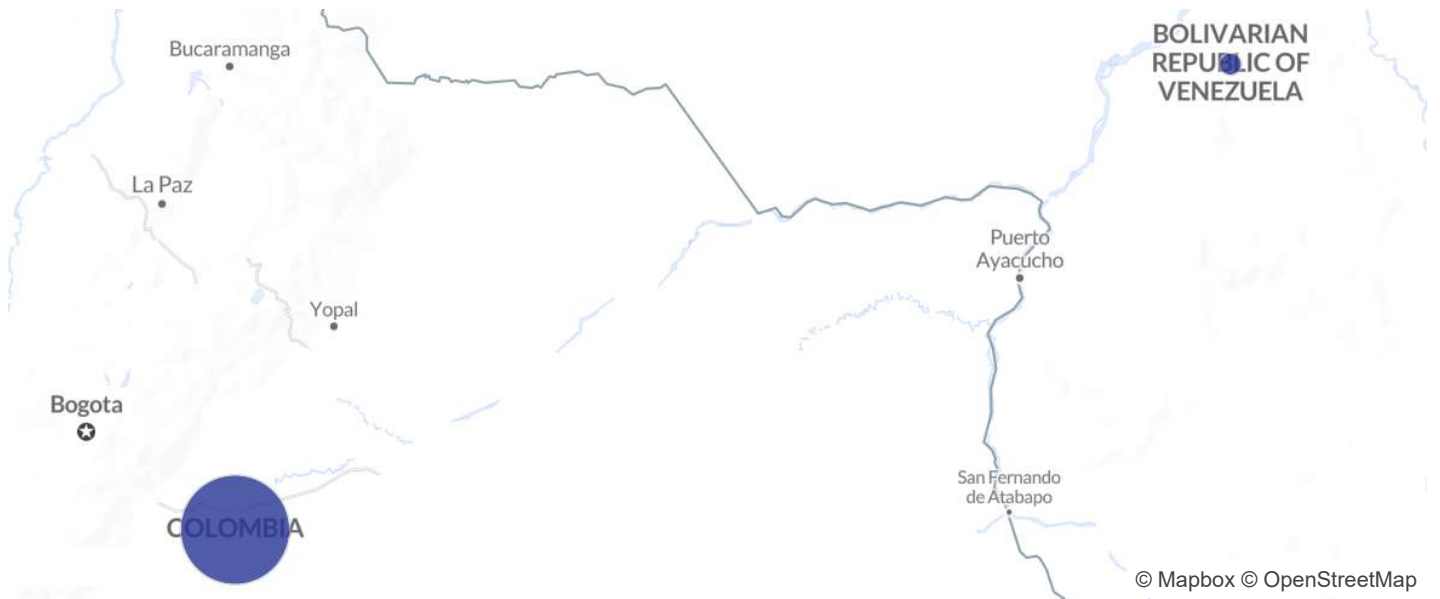 BOLIVARIAN
REPUBLIC OF
VENEZUELA
Bucaramanga
La Paz
Puerto
Ayacucho
Yopal
Bogota
San Fernando
de Atabapo
COLOMBIA
© Mapbox © OpenStreetMap